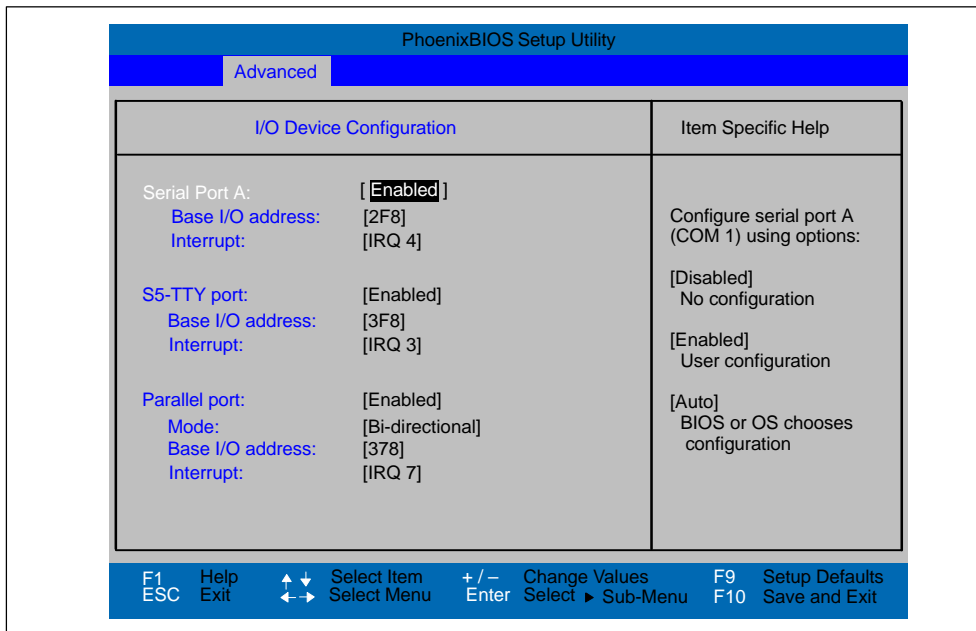 PhoenixBIOS Setup Utility
Advanced
I/O Device Configuration
Item Specific Help
Serial Port A: [ Enabled ]
Base I/O address: [2F8]
Interrupt: [IRQ 4]
S5-TTY port: [Enabled]
Base I/O address: [3F8]
Interrupt: [IRQ 3]
Parallel port: [Enabled]
Mode: [Bi-directional]
Base I/O address: [378]
Interrupt: [IRQ 7]
Configure serial port A
(COM 1) using options:
[Disabled]
No configuration
[Enabled]
User configuration
[Auto]
BIOS or OS chooses
configuration
F1 Help ↑ ↓ Select Item + / – Change Values F9 Setup Defaults
ESC Exit ← → Select Menu Enter Select ▶ Sub-Menu F10 Save and Exit